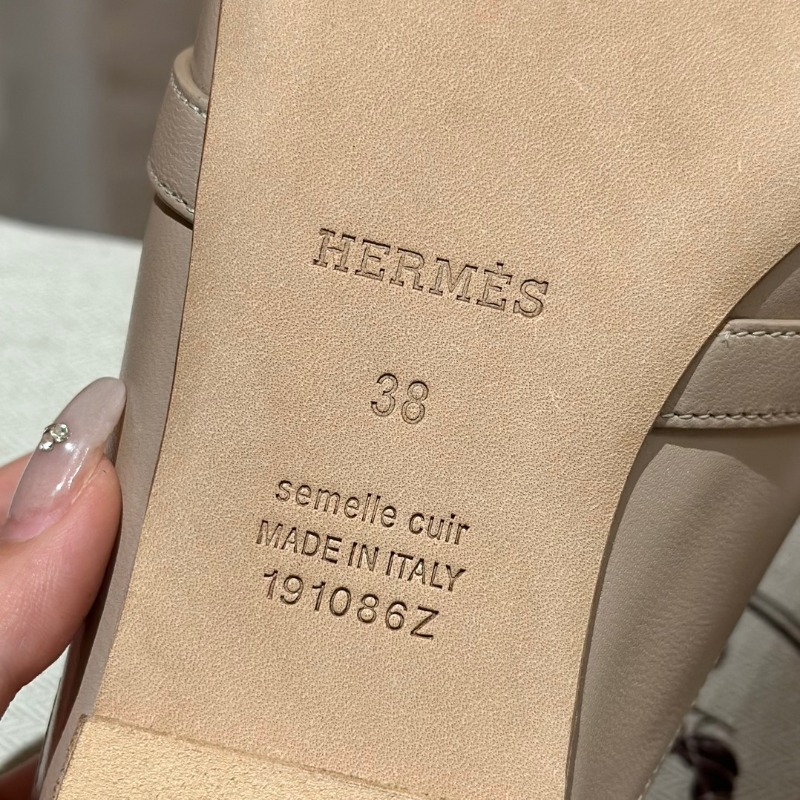 HERMÈS
38
semelle cuir
MADE IN ITALY
191086Z